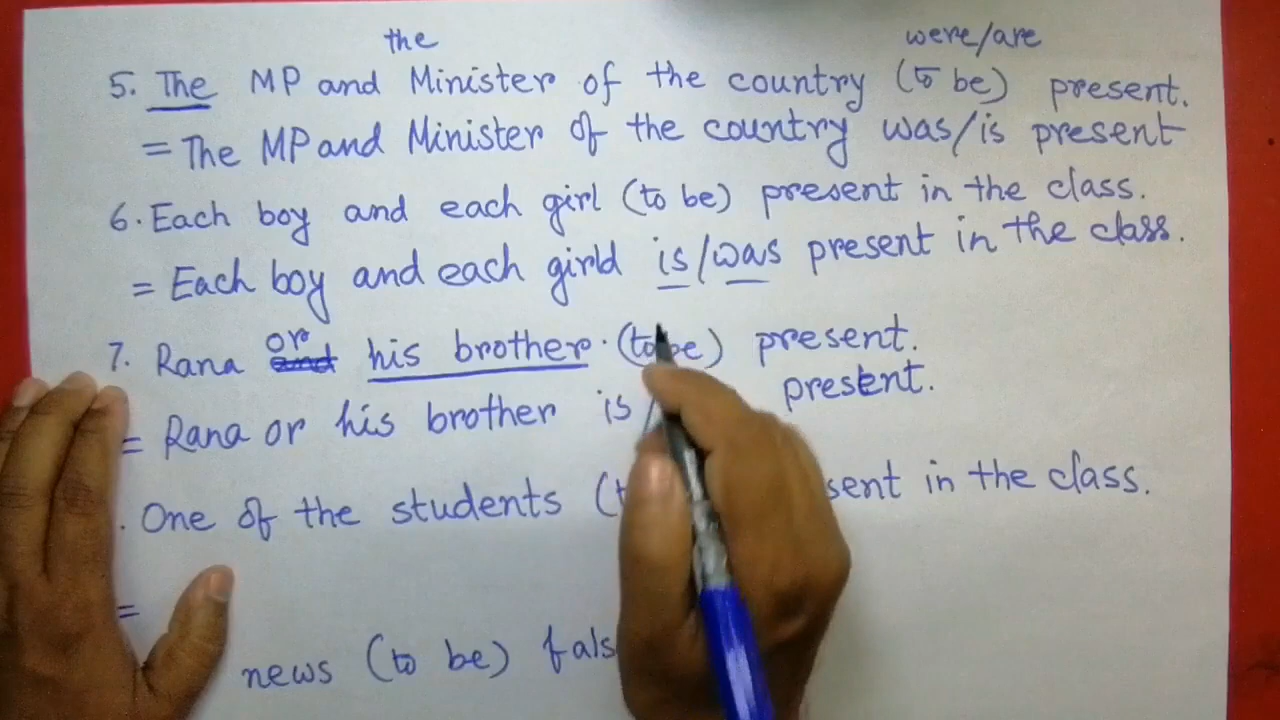 the were/are
5. The MP and Minister of the country (to be) present.
= The MP and Minister of the country was/is present
6. Each boy and each girl (to be) present in the class.
= Each boy and each girld is/was present in the class.
or
7. Rana and his brother. (to be) present.
= Rana or his brother is / present.
. One of the students (t sent in the class.
=
news (to be) fals